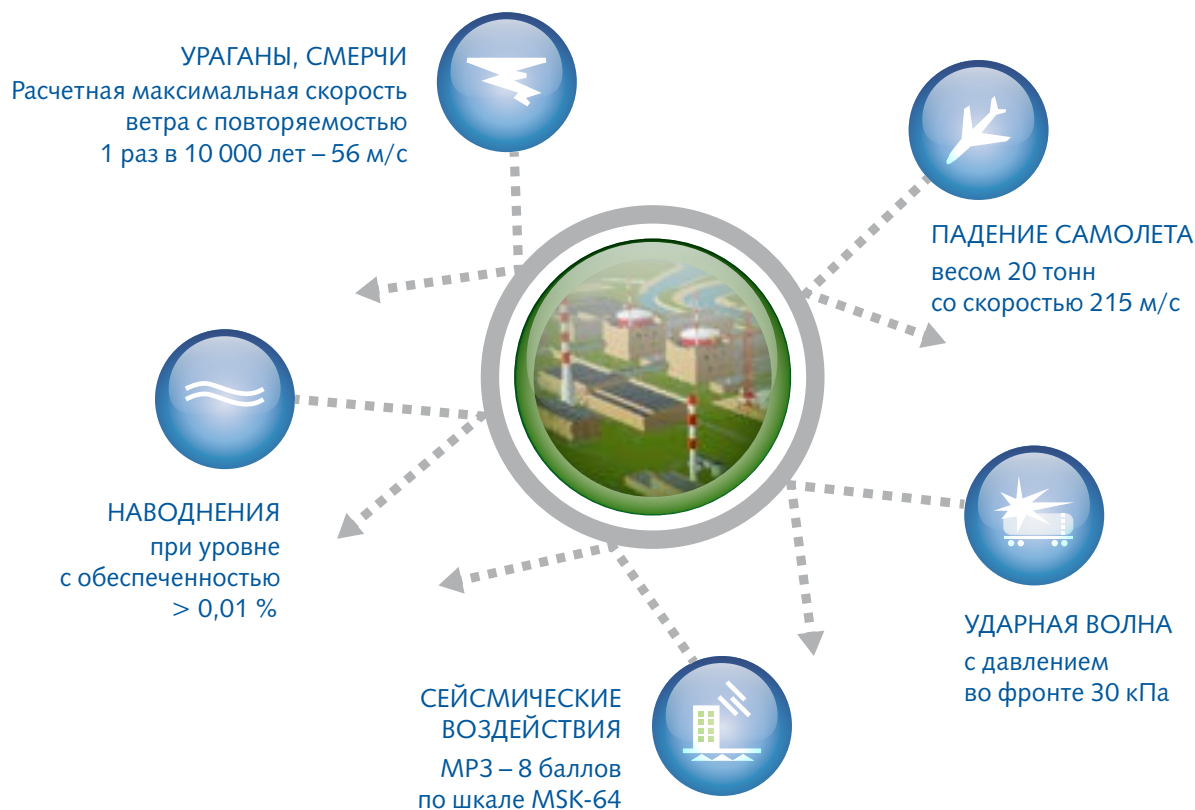 УРАГАНЫ, СМЕРЧИ
Расчетная максимальная скорость
ветра с повторяемостью
1 раз в 10 000 лет – 56 м/с
ПАДЕНИЕ САМОЛЕТА
весом 20 тонн
со скоростью 215 м/с
НАВОДНЕНИЯ
при уровне
с обеспеченностью
> 0,01 %
УДАРНАЯ ВОЛНА
с давлением
во фронте 30 кПа
СЕЙСМИЧЕСКИЕ
ВОЗДЕЙСТВИЯ
МРЗ – 8 баллов
по шкале MSK-64